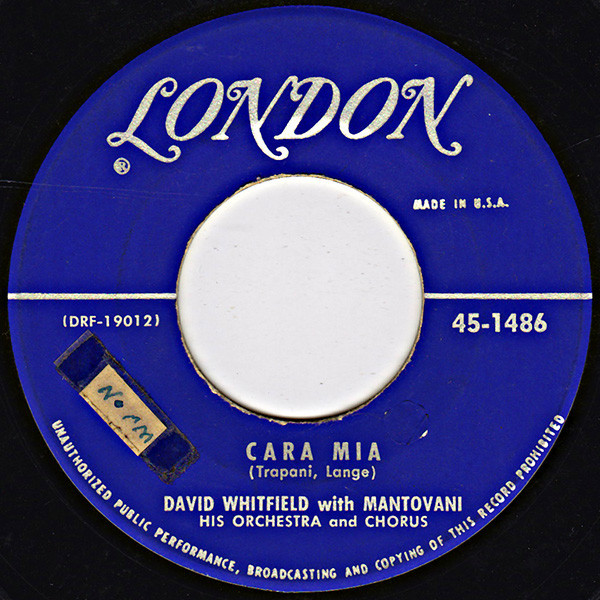 LONDON
®
MADE IN U.S.A.
(DRF-19012)
45-1486
Norm
CARA MIA
(Trapani, Lange)
DAVID WHITFIELD with MANTOVANI
HIS ORCHESTRA and CHORUS
UNAUTHORIZED PUBLIC PERFORMANCE, BROADCASTING AND COPYING OF THIS RECORD PROHIBITED